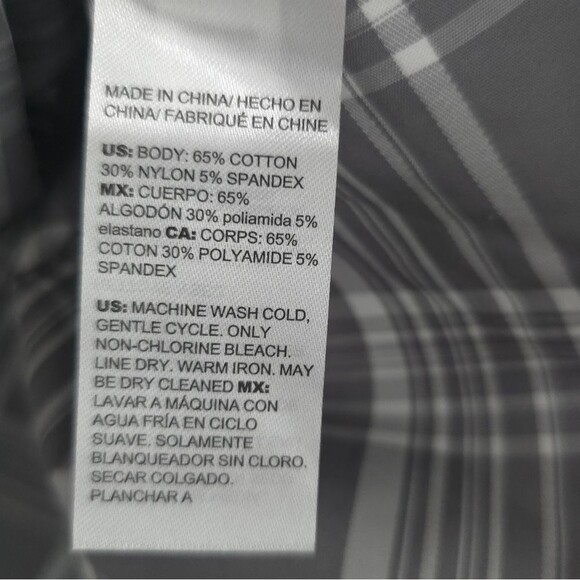 MADE IN CHINA/ HECHO EN
CHINA/ FABRIQUÉ EN CHINE
US: BODY: 65% COTTON
30% NYLON 5% SPANDEX
MX: CUERPO: 65%
ALGODÓN 30% poliamida 5%
elastano CA: CORPS: 65%
COTON 30% POLYAMIDE 5%
SPANDEX
US: MACHINE WASH COLD,
GENTLE CYCLE. ONLY
NON-CHLORINE BLEACH.
LINE DRY. WARM IRON. MAY
BE DRY CLEANED MX:
LAVAR A MÁQUINA CON
AGUA FRÍA EN CICLO
SUAVE. SOLAMENTE
BLANQUEADOR SIN CLORO.
SECAR COLGADO.
PLANCHAR A